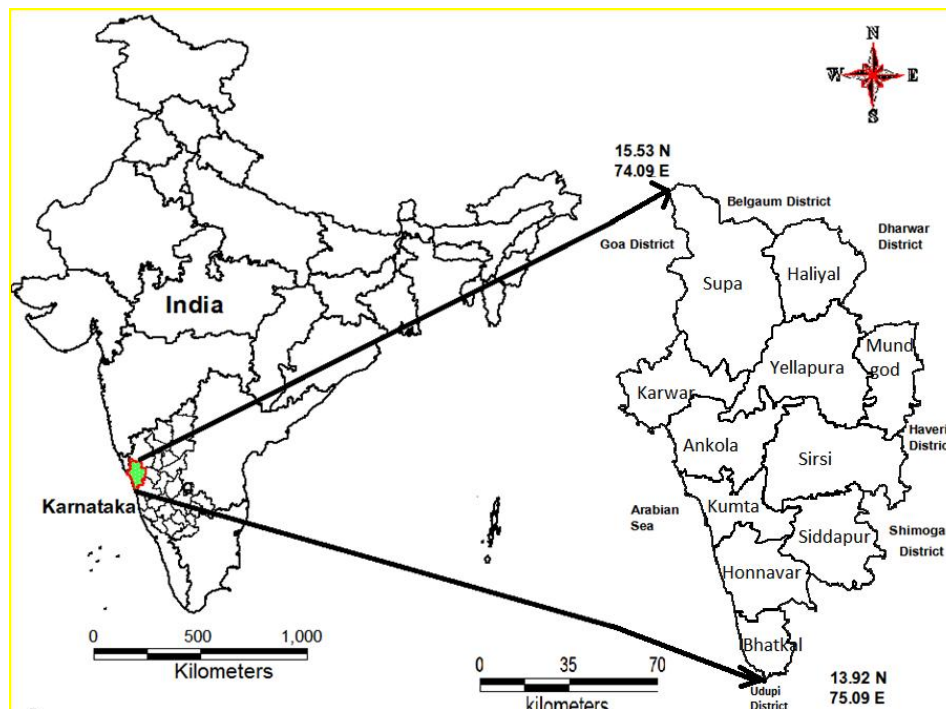 N
W
E
S
15.53 N
74.09 E
Belgaum District
Dharwar
District
Goa District
Supa
Haliyal
India
Mund
god
Yellapura
Karwar
Haveri
District
Ankola
Sirsi
Karnataka
Kumta
Arabian
Sea
Siddapur
Shimoga
District
Honnavar
Bhatkal
0
500
1,000
Kilometers
0
35
70
kilometers
13.92 N
75.09 E
Udupi
District